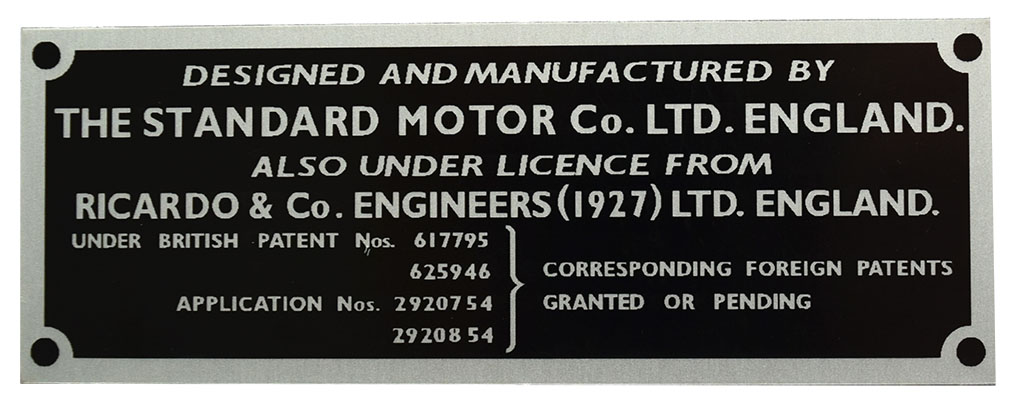 DESIGNED AND MANUFACTURED BY
THE STANDARD MOTOR Co. LTD. ENGLAND.
ALSO UNDER LICENCE FROM
RICARDO & Co. ENGINEERS (1927) LTD. ENGLAND.
UNDER BRITISH PATENT Nos. 617795
625946
CORRESPONDING FOREIGN PATENTS
APPLICATION Nos. 2920754
GRANTED OR PENDING
2920854